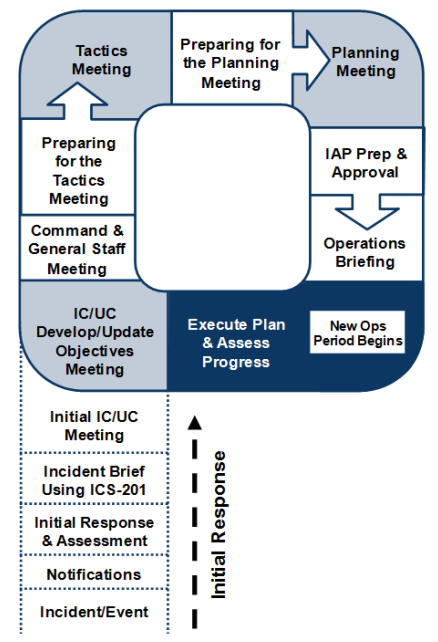 Tactics
Meeting
Preparing for
the Planning
Meeting
Planning
Meeting
Preparing
for the
Tactics
Meeting
IAP Prep &
Approval
Command &
General Staff
Meeting
Operations
Briefing
IC/UC
Develop/Update
Objectives
Meeting
Execute Plan
& Assess
Progress
New Ops
Period Begins
Initial IC/UC
Meeting
Incident Brief
Using ICS-201
Initial Response
& Assessment
Notifications
Incident/Event
Initial Response